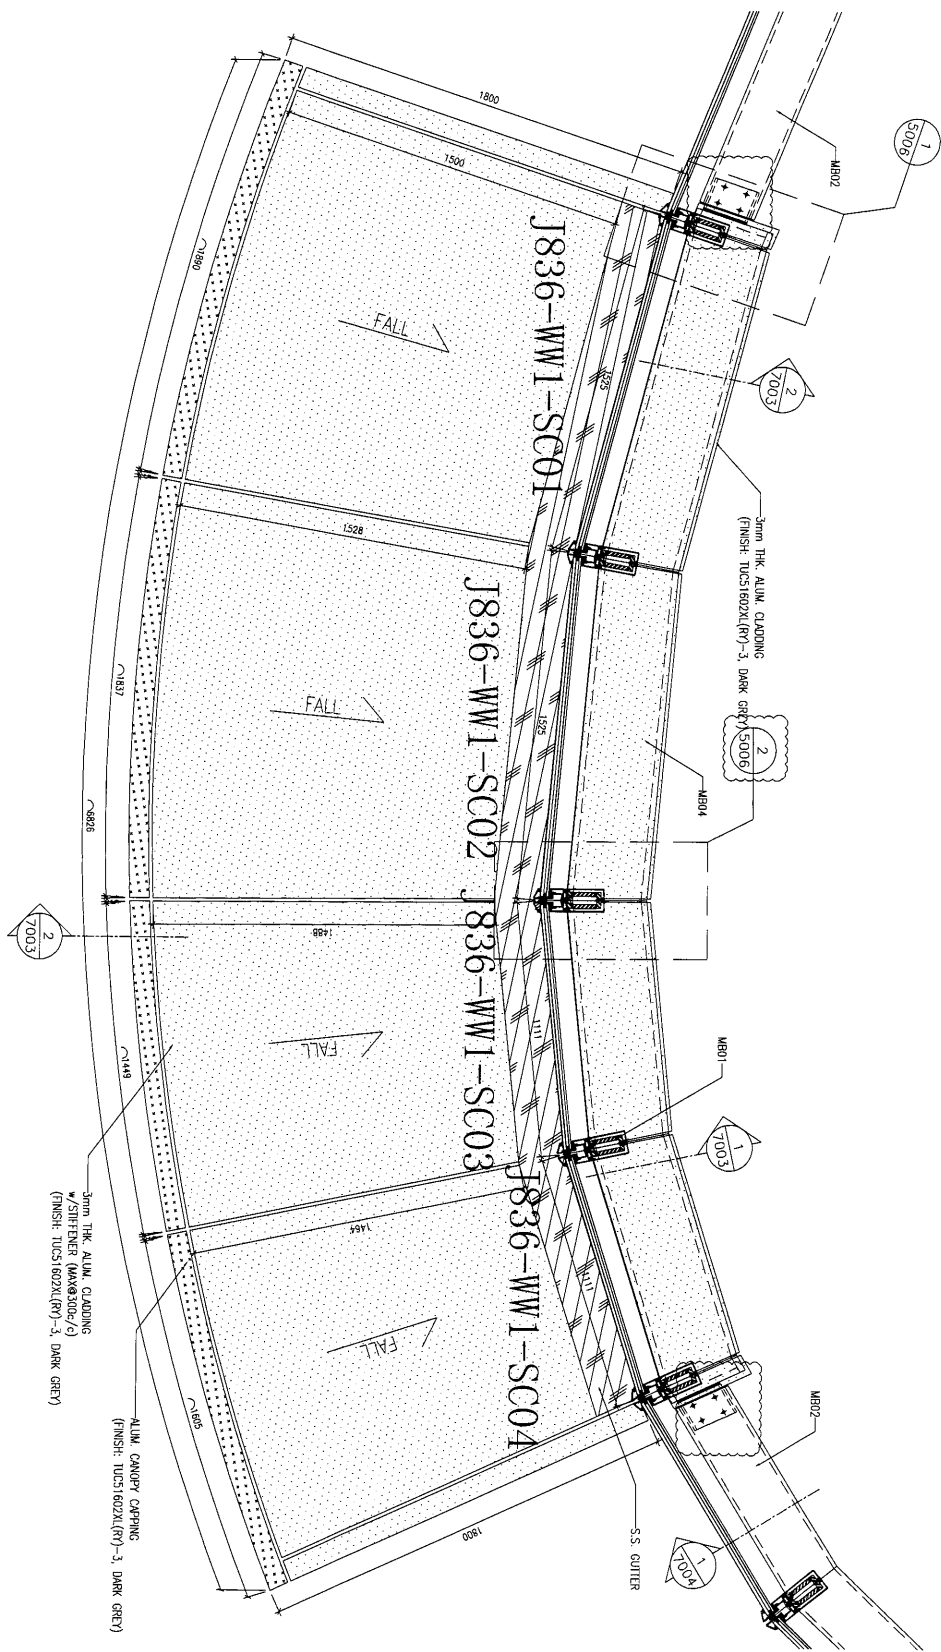 1800
1500
J836-WW1-SC01
FALL
1890
1525
1
5006
MB02
2
7003
3mm THK. ALUM. CLADDING
(FINISH: TUC51602XL(RY)-3, DARK GREY)
1528
J836-WW1-SC02
FALL
1837
6826
1525
2
5006
MB04
2
7003
1488
J836-WW1-SC03
FALL
1449
1111
MB01
1
7003
3mm THK. ALUM. CLADDING
w/STIFFENER (MAX@300c/c)
(FINISH: TUC51602XL(RY)-3, DARK GREY)
1464
J836-WW1-SC04
FALL
1605
1111
MB02
ALUM. CANOPY CAPPING
(FINISH: TUC51602XL(RY)-3, DARK GREY)
1800
S.S. GUTTER
1
7004